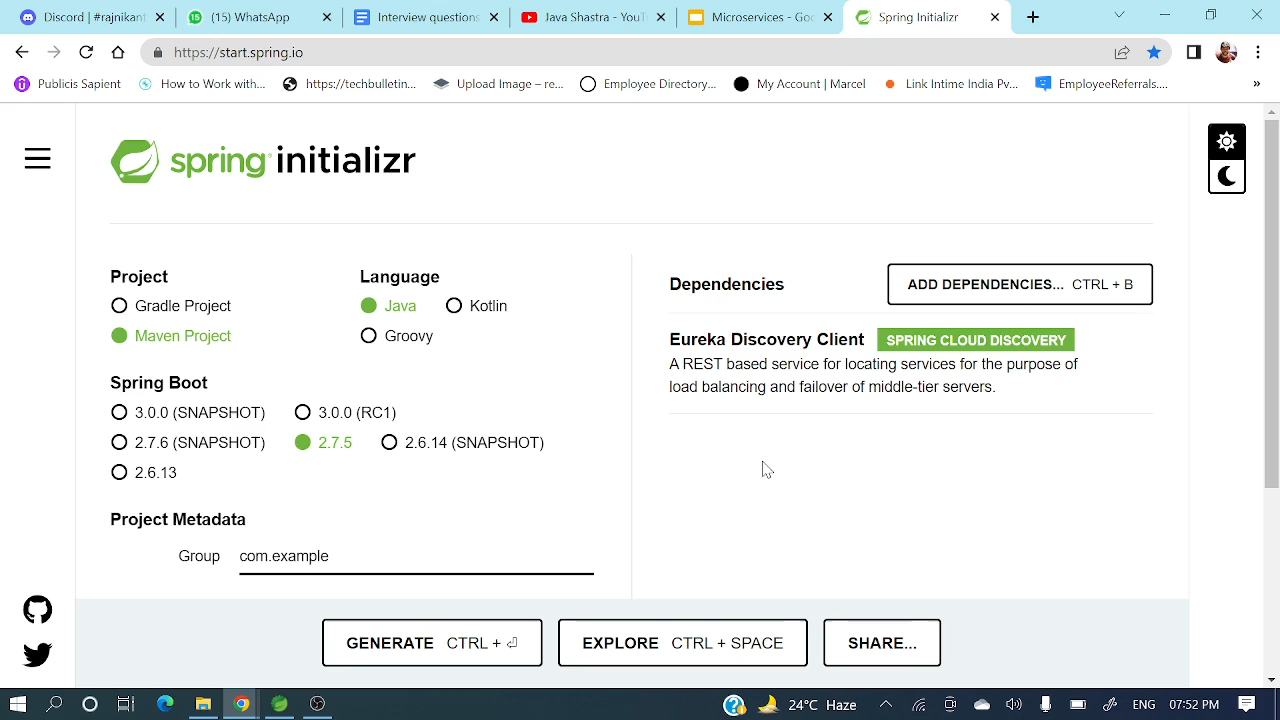 Discord | #rajnikant
(15) WhatsApp
Interview questions
Java Shastra - YouT
Microservices - Goo
Spring Initializr
https://start.spring.io
Publicis Sapient
How to Work with...
https://techbulletin...
Upload Image – re...
Employee Directory...
My Account | Marcel
Link Intime India Pv...
EmployeeReferrals....
»
spring initializr
Project
Language
Gradle Project
Java
Kotlin
Maven Project
Groovy
Spring Boot
3.0.0 (SNAPSHOT)
3.0.0 (RC1)
2.7.6 (SNAPSHOT)
2.7.5
2.6.14 (SNAPSHOT)
2.6.13
Project Metadata
Group com.example
Dependencies
ADD DEPENDENCIES... CTRL + B
Eureka Discovery Client SPRING CLOUD DISCOVERY
A REST based service for locating services for the purpose of
load balancing and failover of middle-tier servers.
GENERATE CTRL + ⏎
EXPLORE CTRL + SPACE
SHARE...
24°C Haze
ENG
07:52 PM